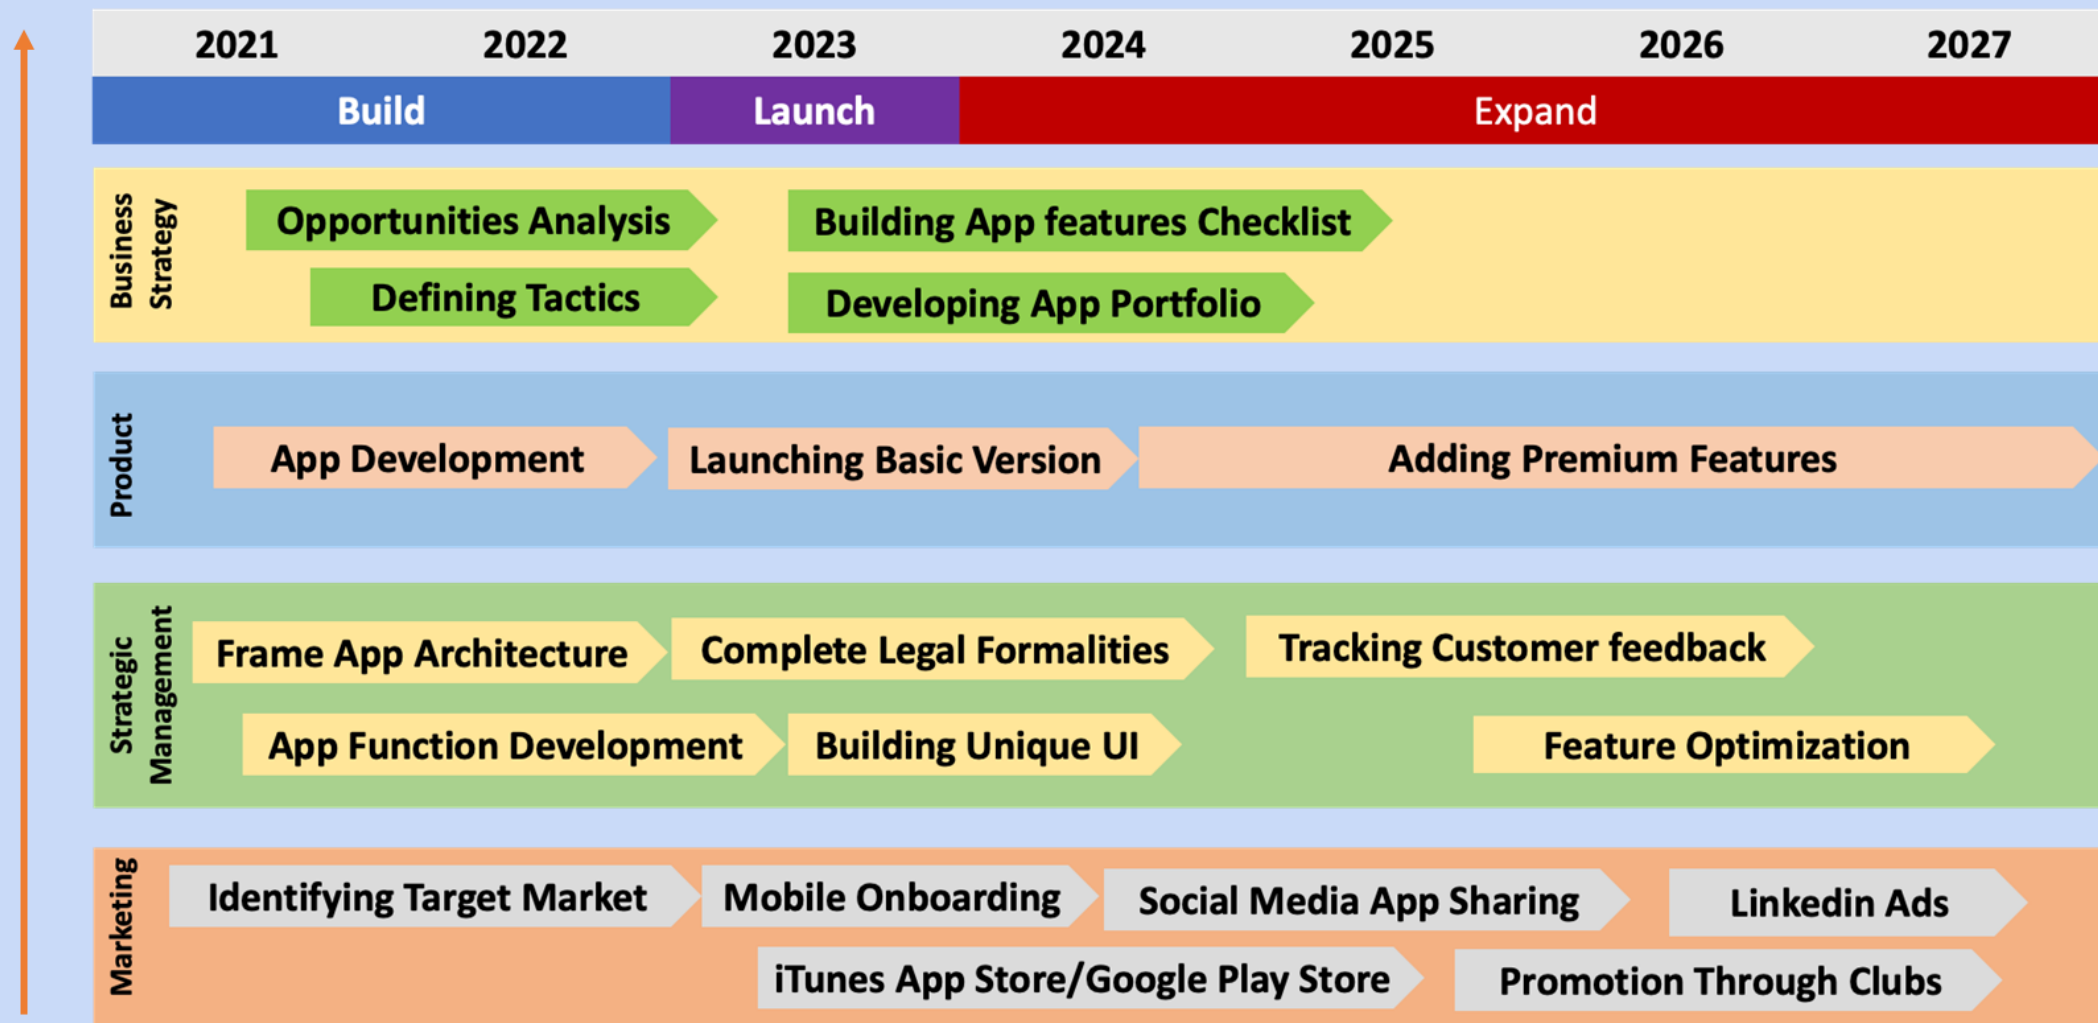 2021 2022 2023 2024 2025 2026 2027
Build Launch Expand
Business
Strategy
Opportunities Analysis
Building App features Checklist
Defining Tactics
Developing App Portfolio
Product
App Development
Launching Basic Version
Adding Premium Features
Strategic
Management
Frame App Architecture
Complete Legal Formalities
Tracking Customer feedback
App Function Development
Building Unique UI
Feature Optimization
Marketing
Identifying Target Market
Mobile Onboarding
Social Media App Sharing
Linkedin Ads
iTunes App Store/Google Play Store
Promotion Through Clubs